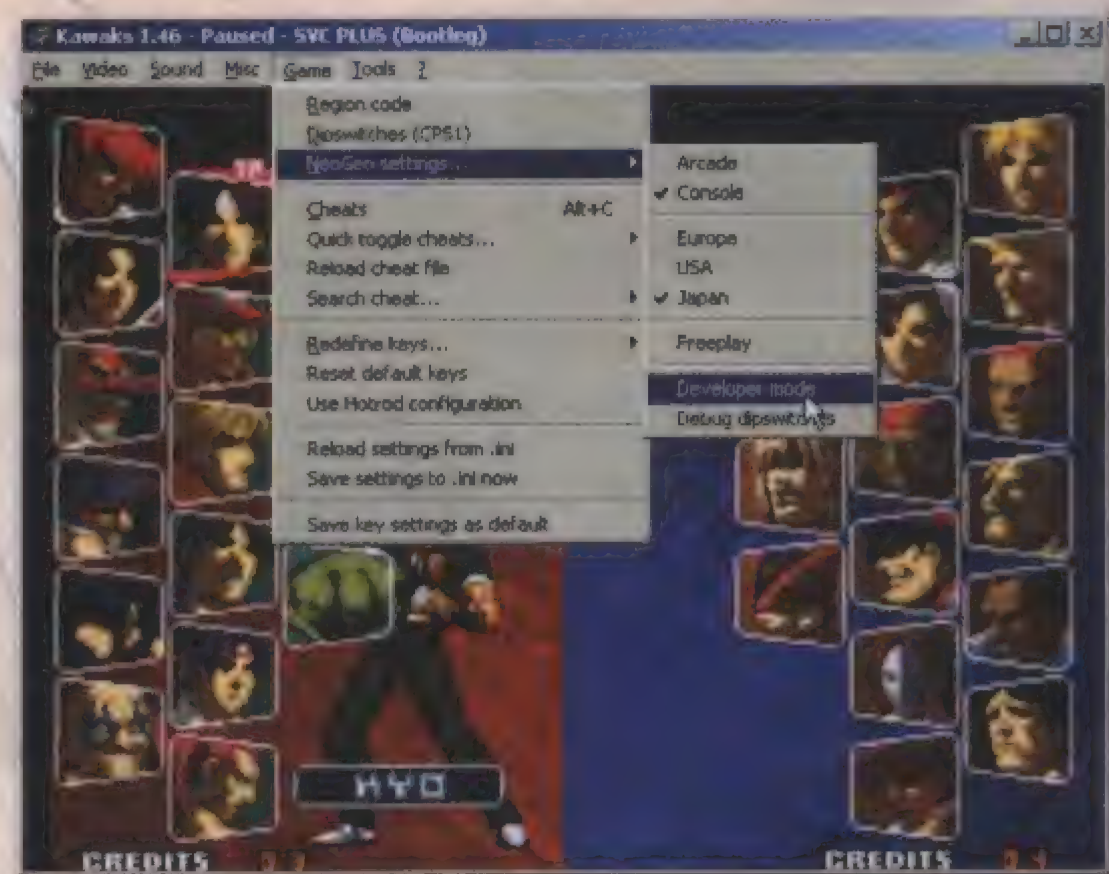 Kawaks 1.46 - Paused - SVC PLUS (Bootleg)
File Video Sound Misc Game Tools ?
Region code
Dipswitches (CPS1)
NeoGeo settings...
Cheats Alt+C
Quick toggle cheats...
Reload cheat file
Search cheat...
Redefine keys...
Reset default keys
Use Hotrod configuration
Reload settings from .ini
Save settings to .ini now
Save key settings as default
Arcade
Console
Europe
USA
Japan
Freeplay
Developer mode
Debug dipswitches
KYO
CREDITS
CREDITS